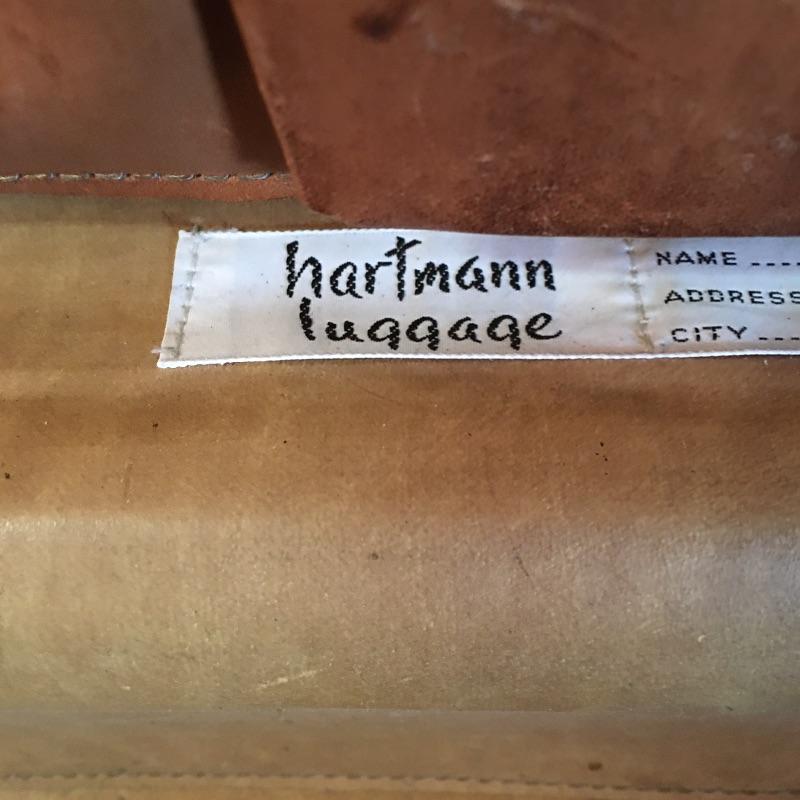 hartmann
luggage
NAME ----
ADDRESS
CITY ---